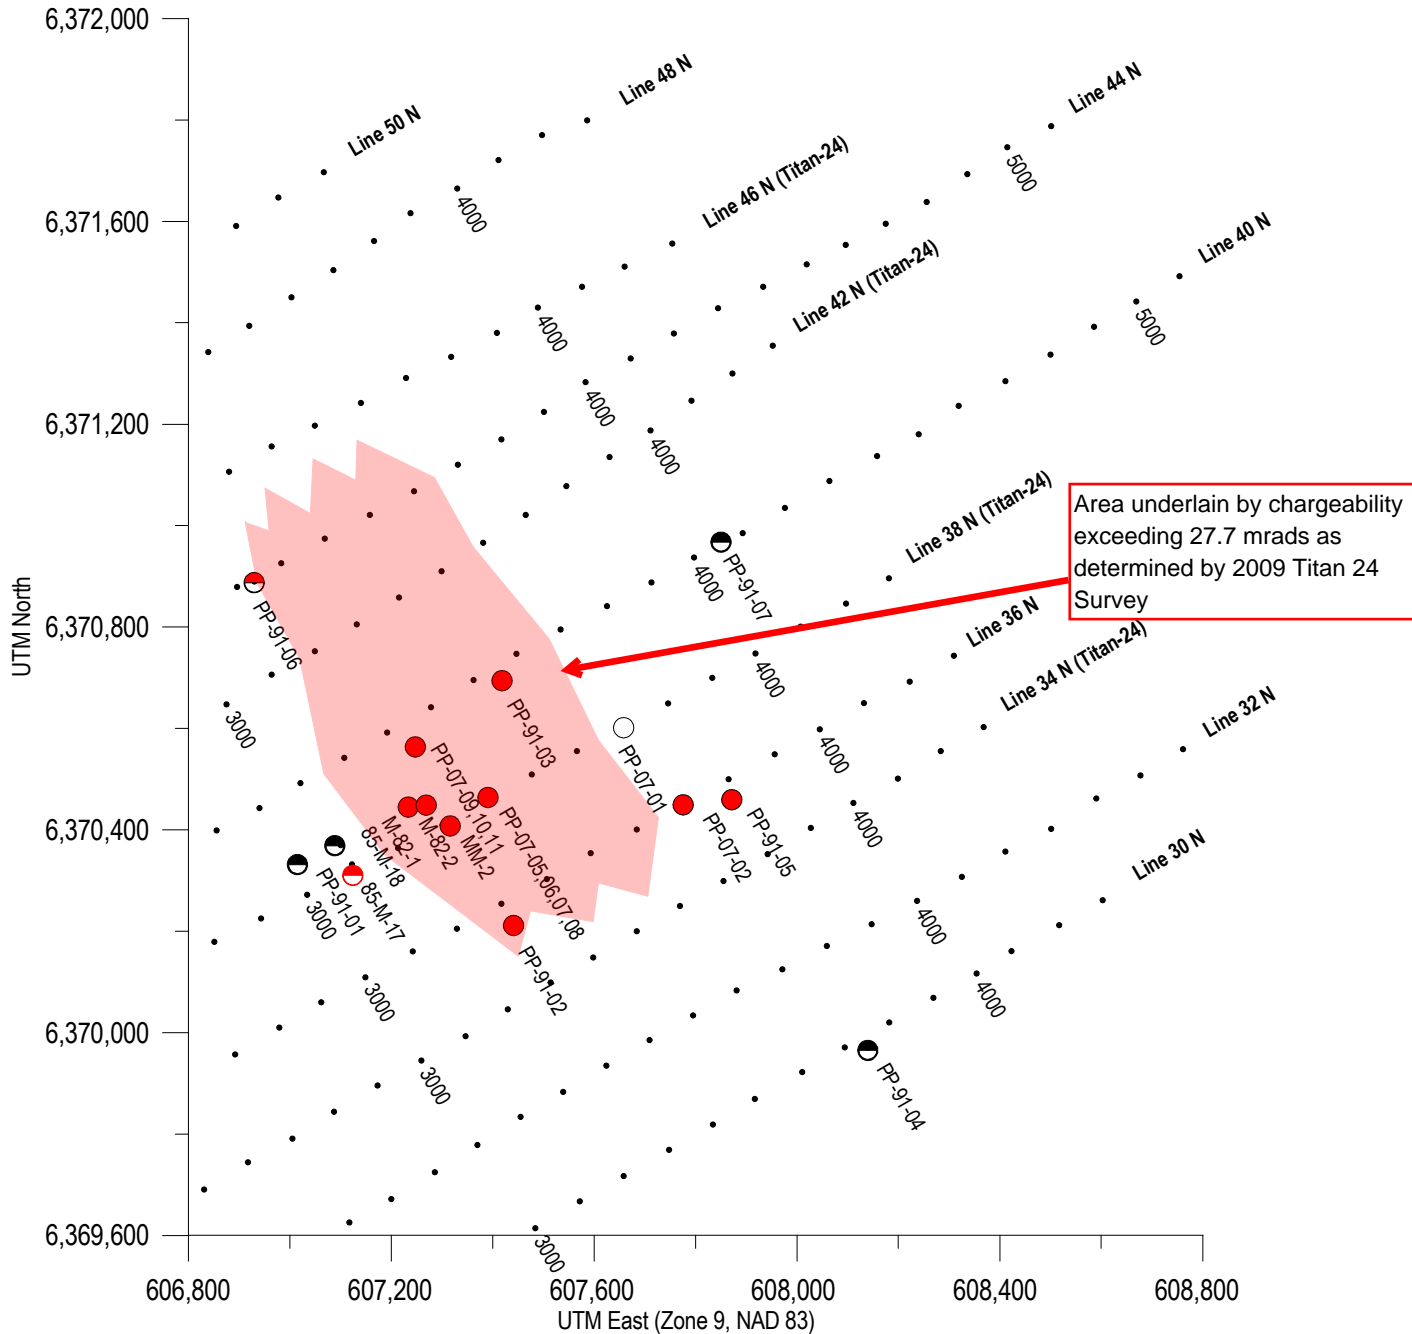 6,372,000
Line 48 N
Line 44 N
Line 50 N
Line 46 N (Titan-24)
5000
4000
6,371,600
Line 40 N
Line 42 N (Titan-24)
5000
4000
4000
4000
6,371,200
Line 38 N (Titan-24)
Area underlain by chargeability
exceeding 27.7 mrads as
determined by 2009 Titan 24
Survey
4000
PP-91-07
6,370,800
UTM North
PP-91-06
Line 36 N
Line 34 N (Titan-24)
4000
3000
PP-91-03
Line 32 N
PP-07-01
4000
PP-07-09,10,11
PP-07-02
PP-91-05
4000
6,370,400
M-82-1
M-82-2
MM-2
PP-07-05,06,07,08
85-M-18
85-M-17
PP-91-01
3000
Line 30 N
4000
PP-91-02
3000
4000
6,370,000
3000
PP-91-04
6,369,600
3000
606,800
607,200
607,600
608,000
608,400
608,800
UTM East (Zone 9, NAD 83)